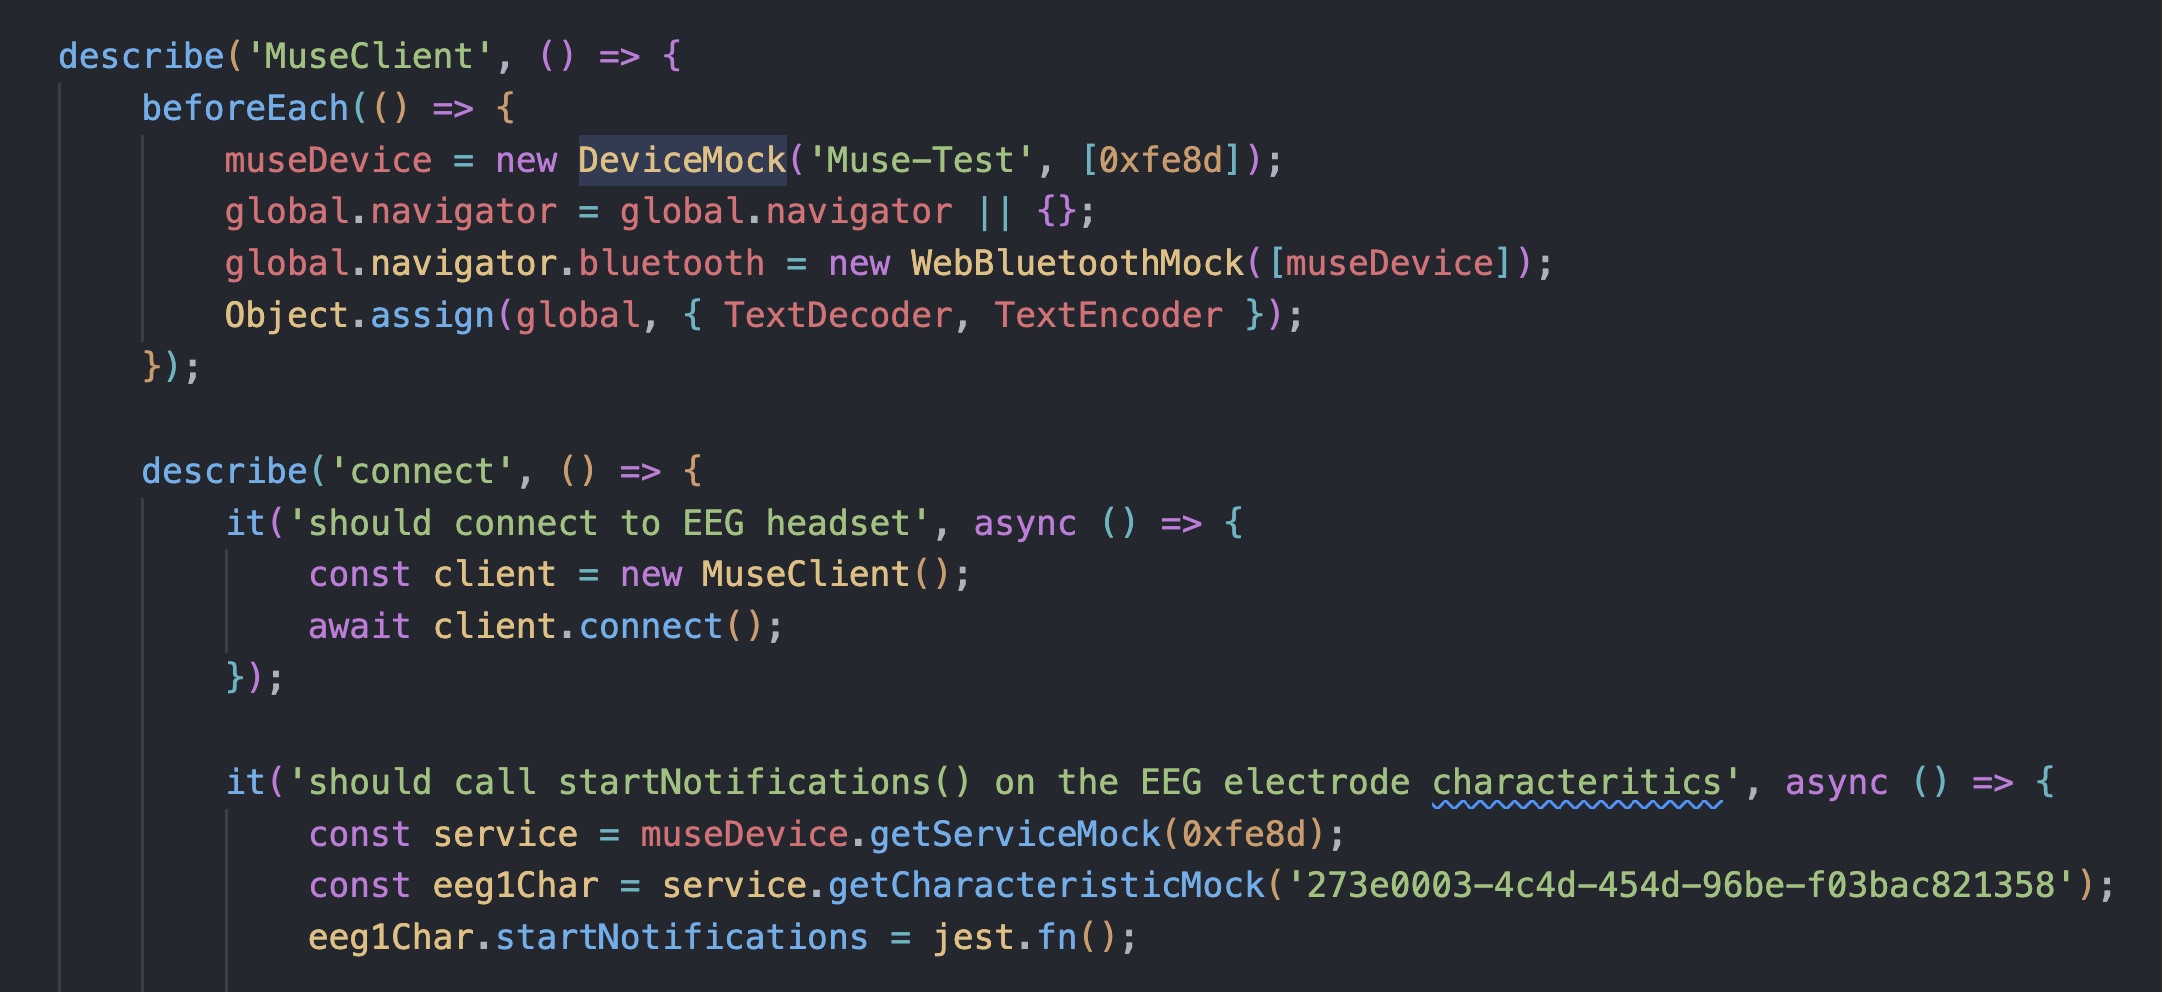 describe('MuseClient', () => {
    beforeEach(() => {
        museDevice = new DeviceMock('Muse-Test', [0xfe8d]);
        global.navigator = global.navigator || {};
        global.navigator.bluetooth = new WebBluetoothMock([museDevice]);
        Object.assign(global, { TextDecoder, TextEncoder });
    });

    describe('connect', () => {
        it('should connect to EEG headset', async () => {
            const client = new MuseClient();
            await client.connect();
        });

        it('should call startNotifications() on the EEG electrode characteritics', async () => {
            const service = museDevice.getServiceMock(0xfe8d);
            const eeg1Char = service.getCharacteristicMock('273e0003-4c4d-454d-96be-f03bac821358');
            eeg1Char.startNotifications = jest.fn();